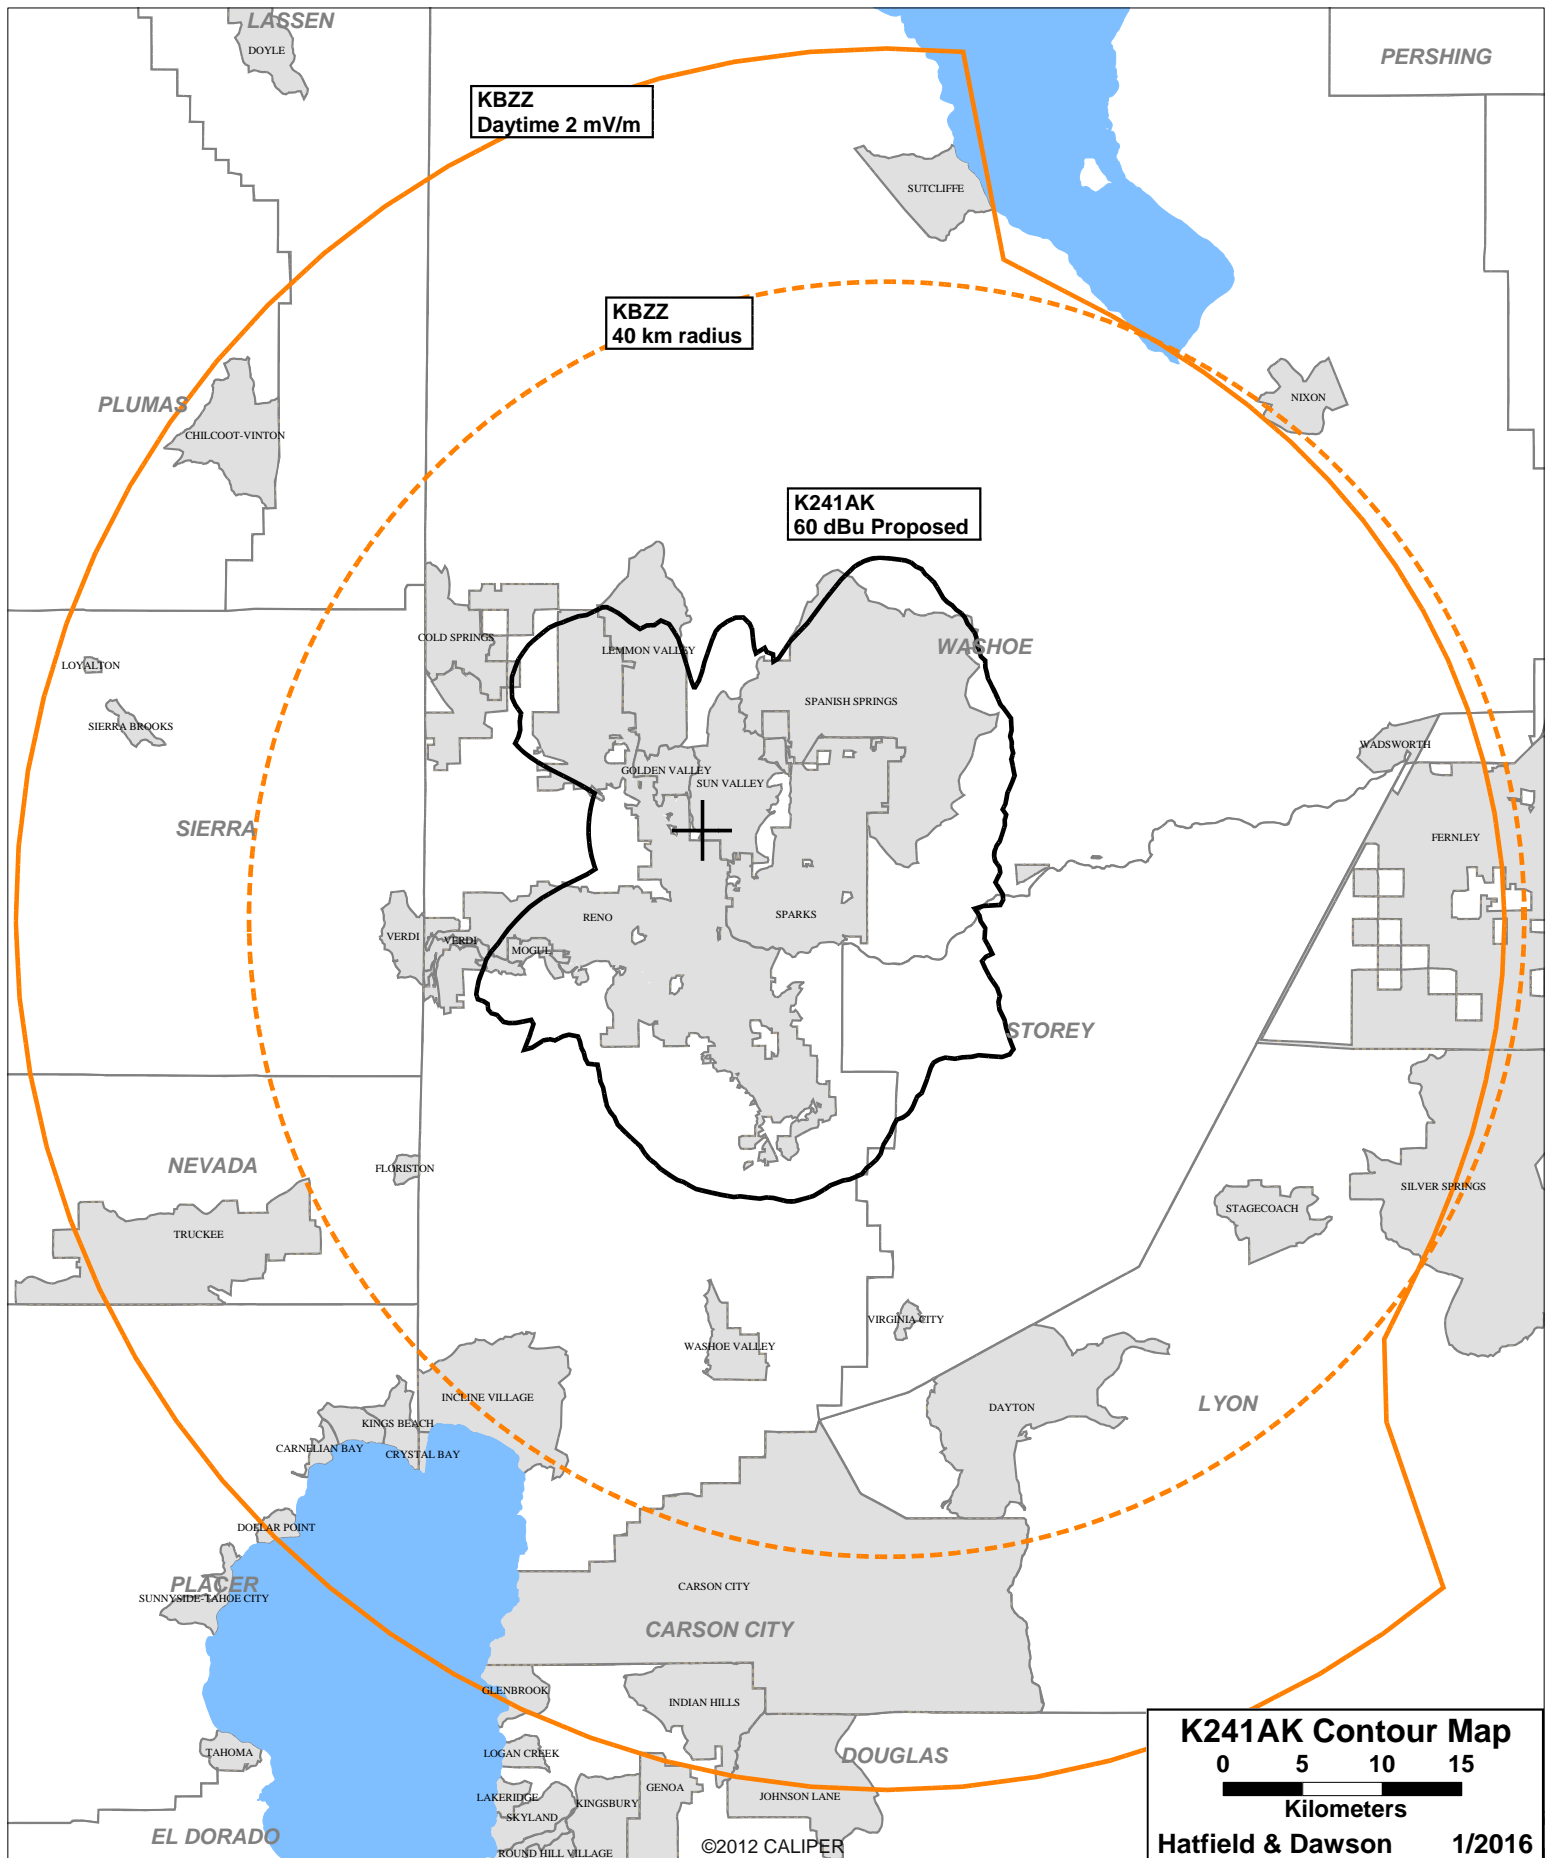 LASSEN
DOYLE
PERSHING
KBZZ
Daytime 2 mV/m
SUTCLIFFE
KBZZ
40 km radius
NIXON
PLUMAS
CHILCOOT-VINTON
K241AK
60 dBu Proposed
COLD SPRINGS
LEMMON VALLEY
WASHOE
LOYALTON
SPANISH SPRINGS
SIERRA BROOKS
WADSWORTH
GOLDEN VALLEY
SUN VALLEY
SIERRA
FERNLEY
RENO
SPARKS
VERDI
VERDI
MOGUL
STOREY
NEVADA
FLORISTON
SILVER SPRINGS
STAGECOACH
TRUCKEE
VIRGINIA CITY
WASHOE VALLEY
INCLINE VILLAGE
LYON
DAYTON
KINGS BEACH
CARNELIAN BAY
CRYSTAL BAY
DOLLAR POINT
PLACER
SUNNYSIDE-TAHOE CITY
CARSON CITY
CARSON CITY
GLENBROOK
INDIAN HILLS
TAHOMA
LOGAN CREEK
DOUGLAS
GENOA
LAKERIDGE
KINGSBURY
JOHNSON LANE
SKYLAND
EL DORADO
ROUND HILL VILLAGE
©2012 CALIPER
K241AK Contour Map
0 5 10 15
Kilometers
Hatfield & Dawson 1/2016